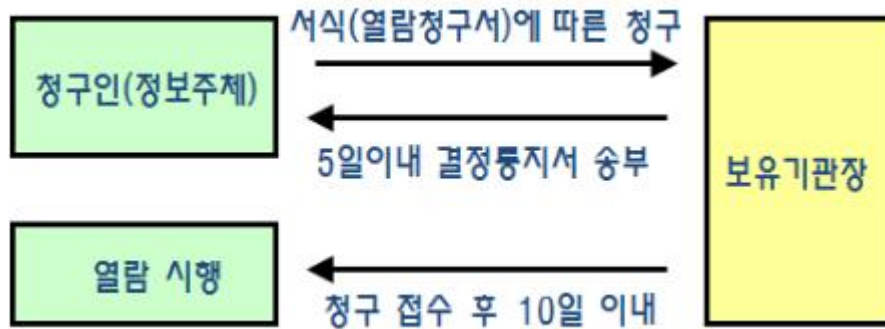 서식(열람청구서)에 따른 청구
청구인(정보주체)
5일이내 결정통지서 송부
보유기관장
열람 시행
청구 접수 후 10일 이내